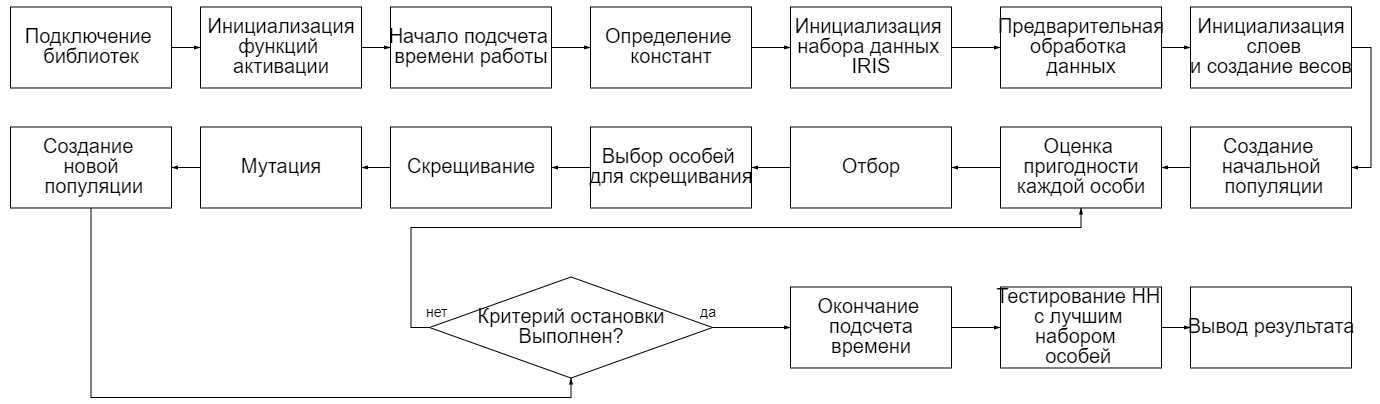 Подключение
библиотек
Инициализация
функций
активации
Начало подсчета
времени работы
Определение
констант
Инициализация
набора данных
IRIS
Предварительная
обработка
данных
Инициализация
слоев
и создание весов
Создание
новой
популяции
Мутация
Скрещивание
Выбор особей
для скрещивания
Отбор
Оценка
пригодности
каждой особи
Создание
начальной
популяции
нет
Критерий остановки
Выполнен?
да
Окончание
подсчета
времени
Тестирование НН
с лучшим
набором
особей
Вывод результата